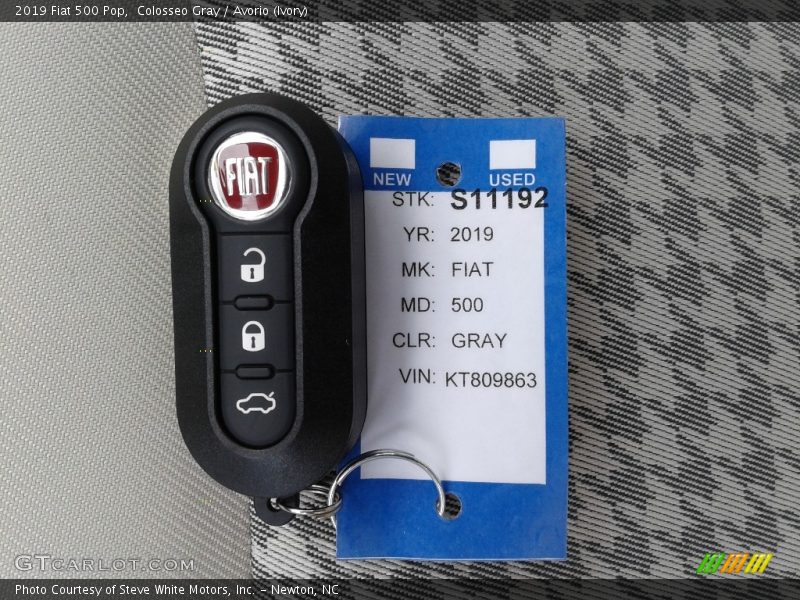 2019 Fiat 500 Pop, Colosseo Gray / Avorio (Ivory)
FIAT
NEW USED
STK: S11192
YR: 2019
MK: FIAT
MD: 500
CLR: GRAY
VIN: KT809863
GTcarlot.com
Photo Courtesy of Steve White Motors, Inc. – Newton, NC